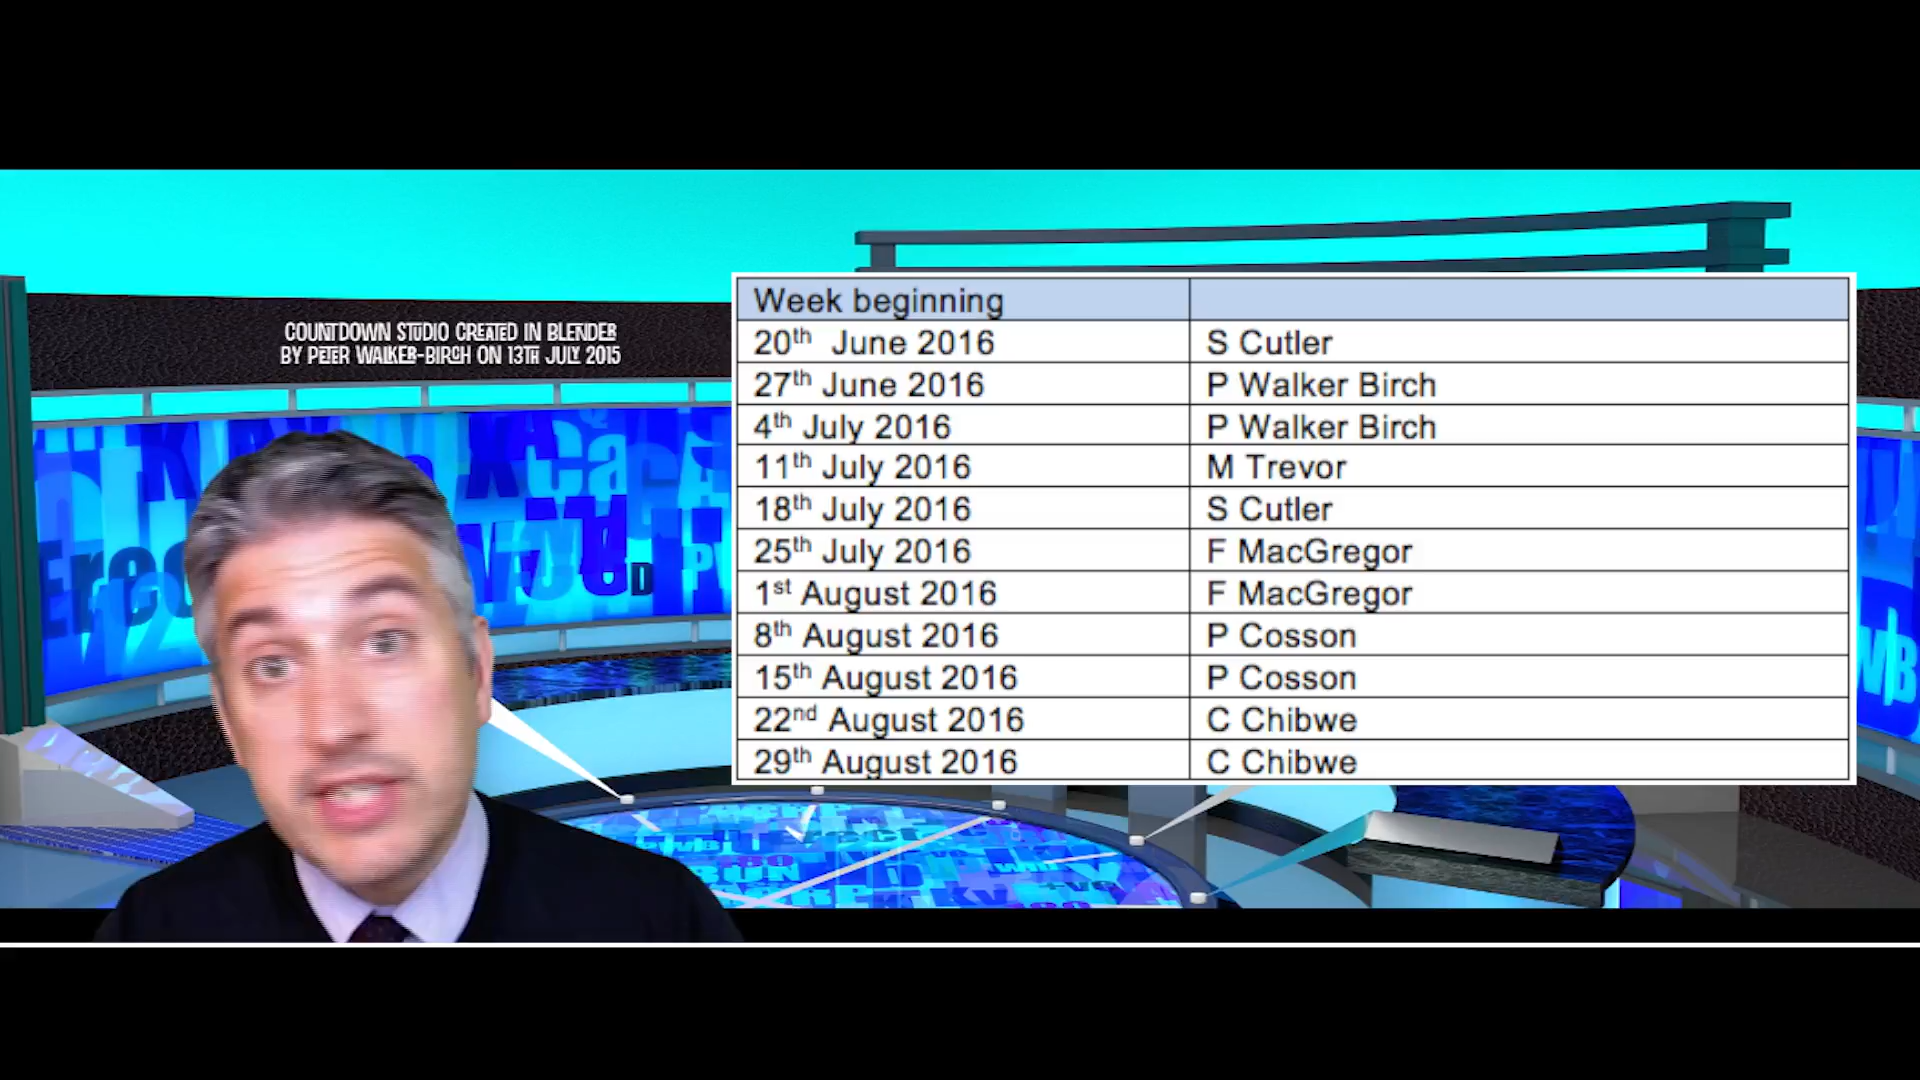 COUNTDOWN STUDIO CREATED IN BLENDER
BY PETER WALKER-BIRCH ON 13TH JULY 2015
Week beginning
20th June 2016 S Cutler
27th June 2016 P Walker Birch
4th July 2016 P Walker Birch
11th July 2016 M Trevor
18th July 2016 S Cutler
25th July 2016 F MacGregor
1st August 2016 F MacGregor
8th August 2016 P Cosson
15th August 2016 P Cosson
22nd August 2016 C Chibwe
29th August 2016 C Chibwe